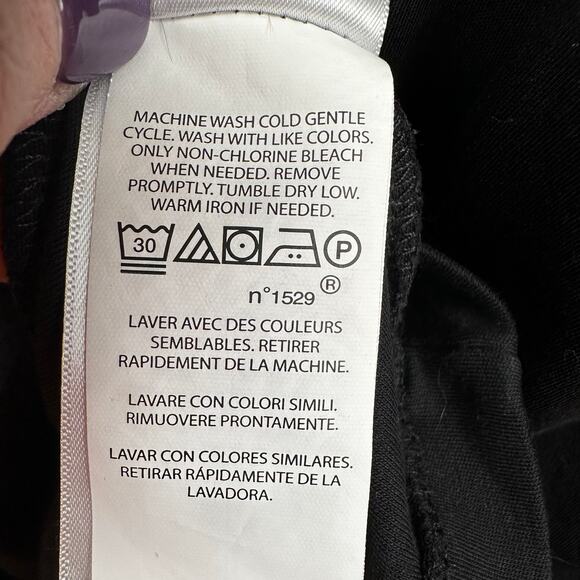 MACHINE WASH COLD GENTLE
CYCLE. WASH WITH LIKE COLORS.
ONLY NON-CHLORINE BLEACH
WHEN NEEDED. REMOVE
PROMPTLY. TUMBLE DRY LOW.
WARM IRON IF NEEDED.
30 P
n°1529 ®
LAVER AVEC DES COULEURS
SEMBLABLES. RETIRER
RAPIDEMENT DE LA MACHINE.
LAVARE CON COLORI SIMILI.
RIMUOVERE PRONTAMENTE.
LAVAR CON COLORES SIMILARES.
RETIRAR RÁPIDAMENTE DE LA
LAVADORA.